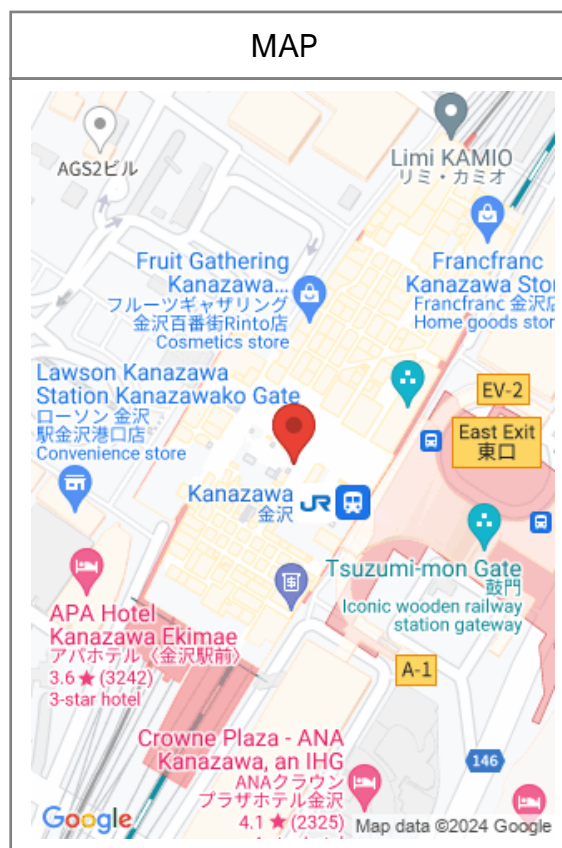 MAP
AGS2ビル
Limi KAMIO
リミ・カミオ
Fruit Gathering
Kanazawa...
フルーツギャザリング
金沢百番街Rinto店
Cosmetics store
Francfranc
Kanazawa Stor
Francfranc 金沢店
Home goods stor
Lawson Kanazawa
Station Kanazawako Gate
ローソン 金沢
駅金沢港口店
Convenience store
EV-2
East Exit
東口
Kanazawa
金沢
JR
Tsuzumi-mon Gate
鼓門
Iconic wooden railway
station gateway
APA Hotel
Kanazawa Ekimae
アパホテル〈金沢駅前〉
3.6 ★ (3242)
3-star hotel
A-1
Crowne Plaza - ANA
Kanazawa, an IHG
ANAクラウン
プラザホテル金沢
4.1 ★ (2325)
146
Google
Map data ©2024 Google